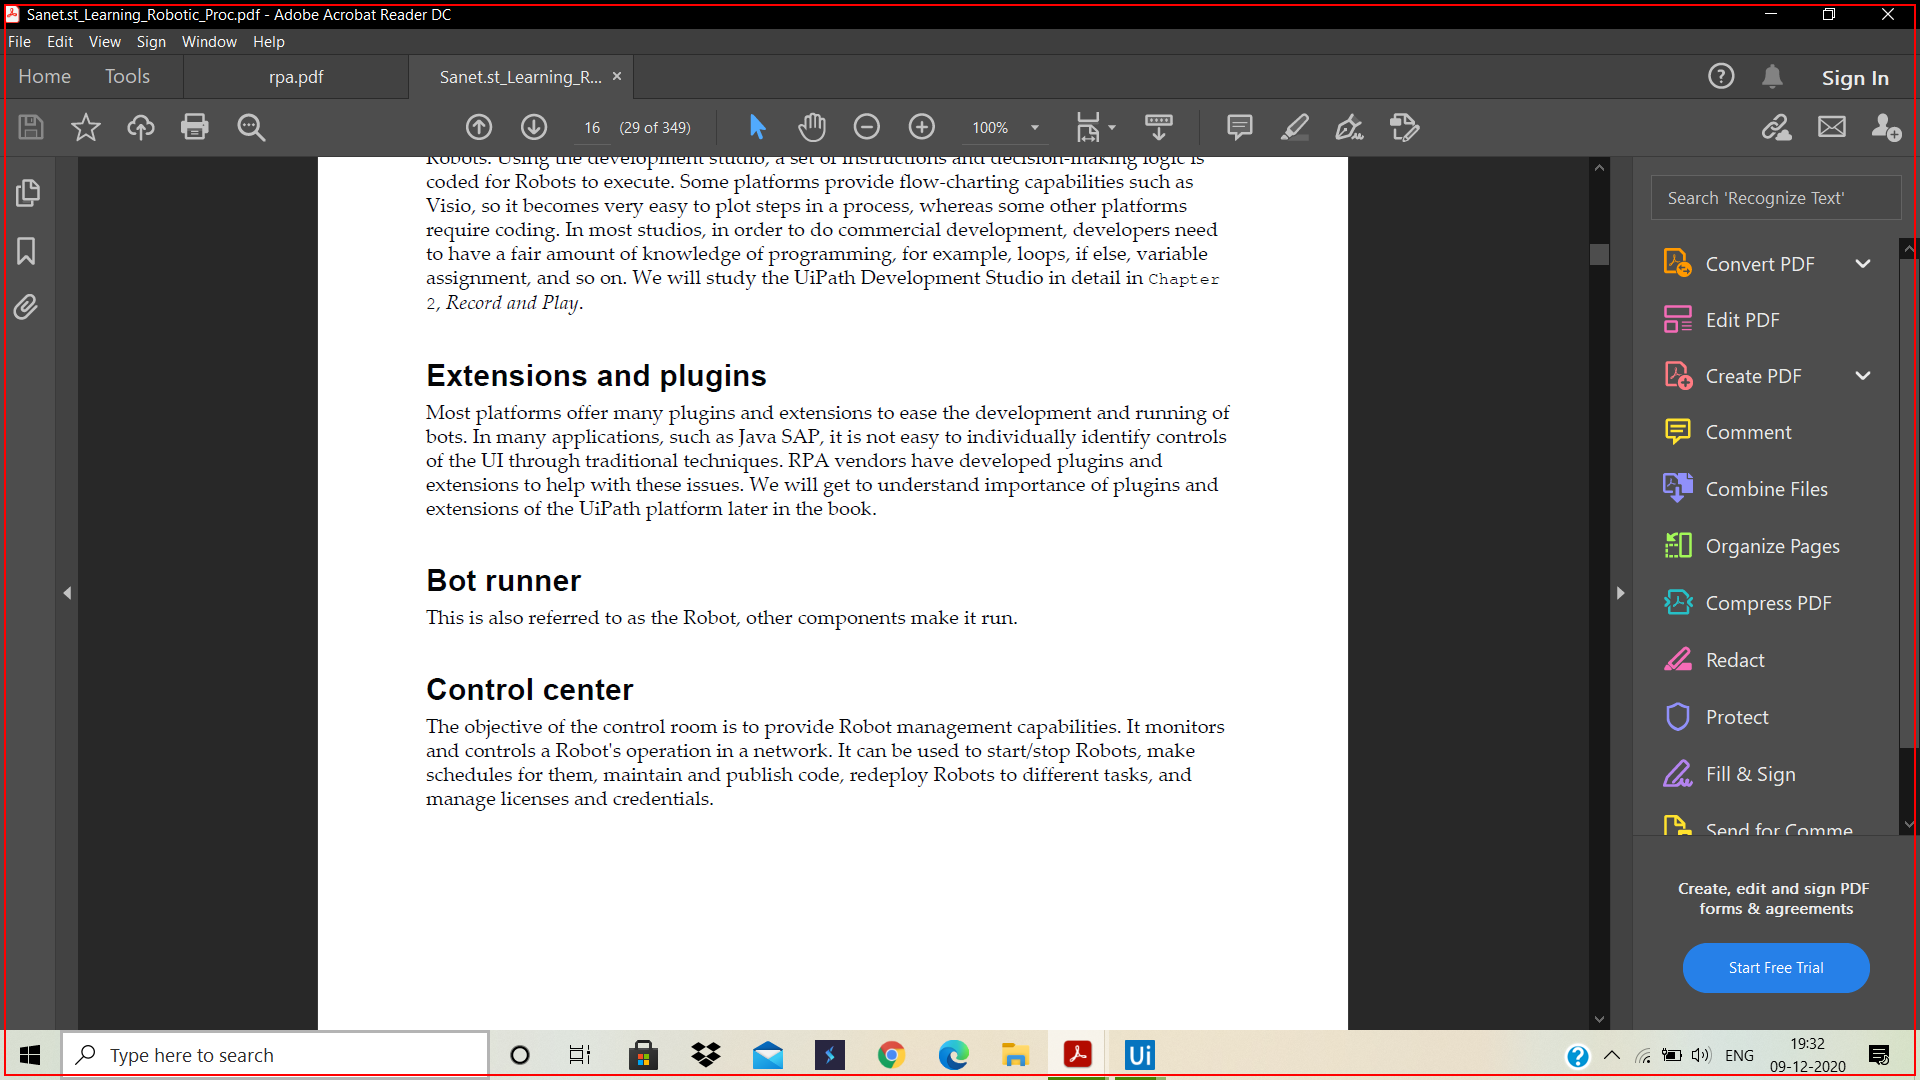 Sanet.st_Learning_Robotic_Proc.pdf - Adobe Acrobat Reader DC
File Edit View Sign Window Help
Home Tools rpa.pdf Sanet.st_Learning_R... × Sign In
16 (29 of 349) 100%
Robots. Using the development studio, a set of instructions and decision-making logic is
coded for Robots to execute. Some platforms provide flow-charting capabilities such as
Visio, so it becomes very easy to plot steps in a process, whereas some other platforms
require coding. In most studios, in order to do commercial development, developers need
to have a fair amount of knowledge of programming, for example, loops, if else, variable
assignment, and so on. We will study the UiPath Development Studio in detail in Chapter
2, Record and Play.
Extensions and plugins
Most platforms offer many plugins and extensions to ease the development and running of
bots. In many applications, such as Java SAP, it is not easy to individually identify controls
of the UI through traditional techniques. RPA vendors have developed plugins and
extensions to help with these issues. We will get to understand importance of plugins and
extensions of the UiPath platform later in the book.
Bot runner
This is also referred to as the Robot, other components make it run.
Control center
The objective of the control room is to provide Robot management capabilities. It monitors
and controls a Robot's operation in a network. It can be used to start/stop Robots, make
schedules for them, maintain and publish code, redeploy Robots to different tasks, and
manage licenses and credentials.
Search 'Recognize Text'
Convert PDF
Edit PDF
Create PDF
Comment
Combine Files
Organize Pages
Compress PDF
Redact
Protect
Fill & Sign
Send for Comme
Create, edit and sign PDF
forms & agreements
Start Free Trial
Type here to search
Ui
ENG
19:32
09-12-2020